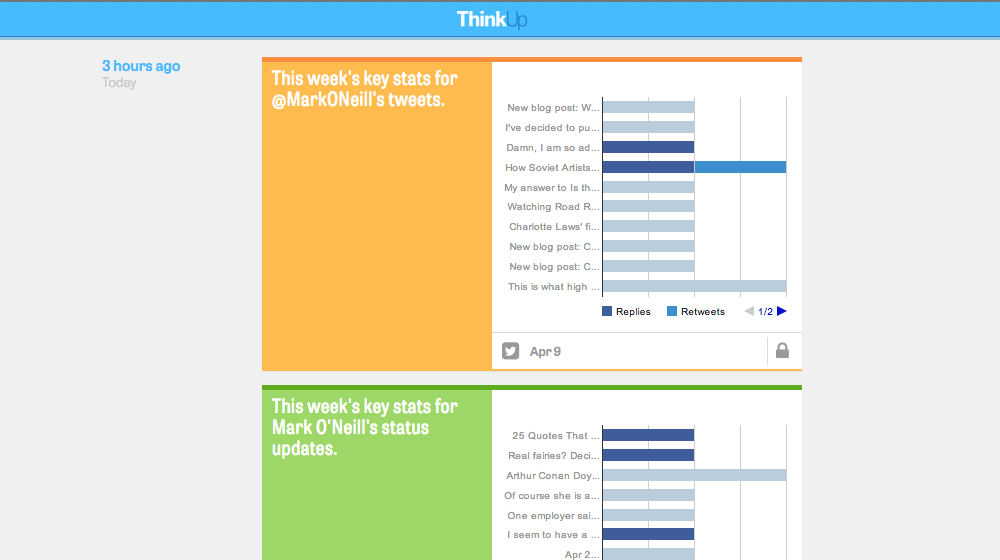 ThinkUp
3 hours ago
Today
This week's key stats for
@MarkONeill's tweets.
New blog post: W...
I've decided to pu...
Damn, I am so ad...
How Soviet Artists...
My answer to Is th...
Watching Road R...
Charlotte Laws' fi...
New blog post: C...
New blog post: C...
This is what high ...
Replies Retweets 1/2
Apr 9
This week's key stats for
Mark O'Neill's status
updates.
25 Quotes That ...
Real fairies? Deci...
Arthur Conan Doy...
Of course she is a...
One employer sai...
I seem to have a ...
Apr 2...